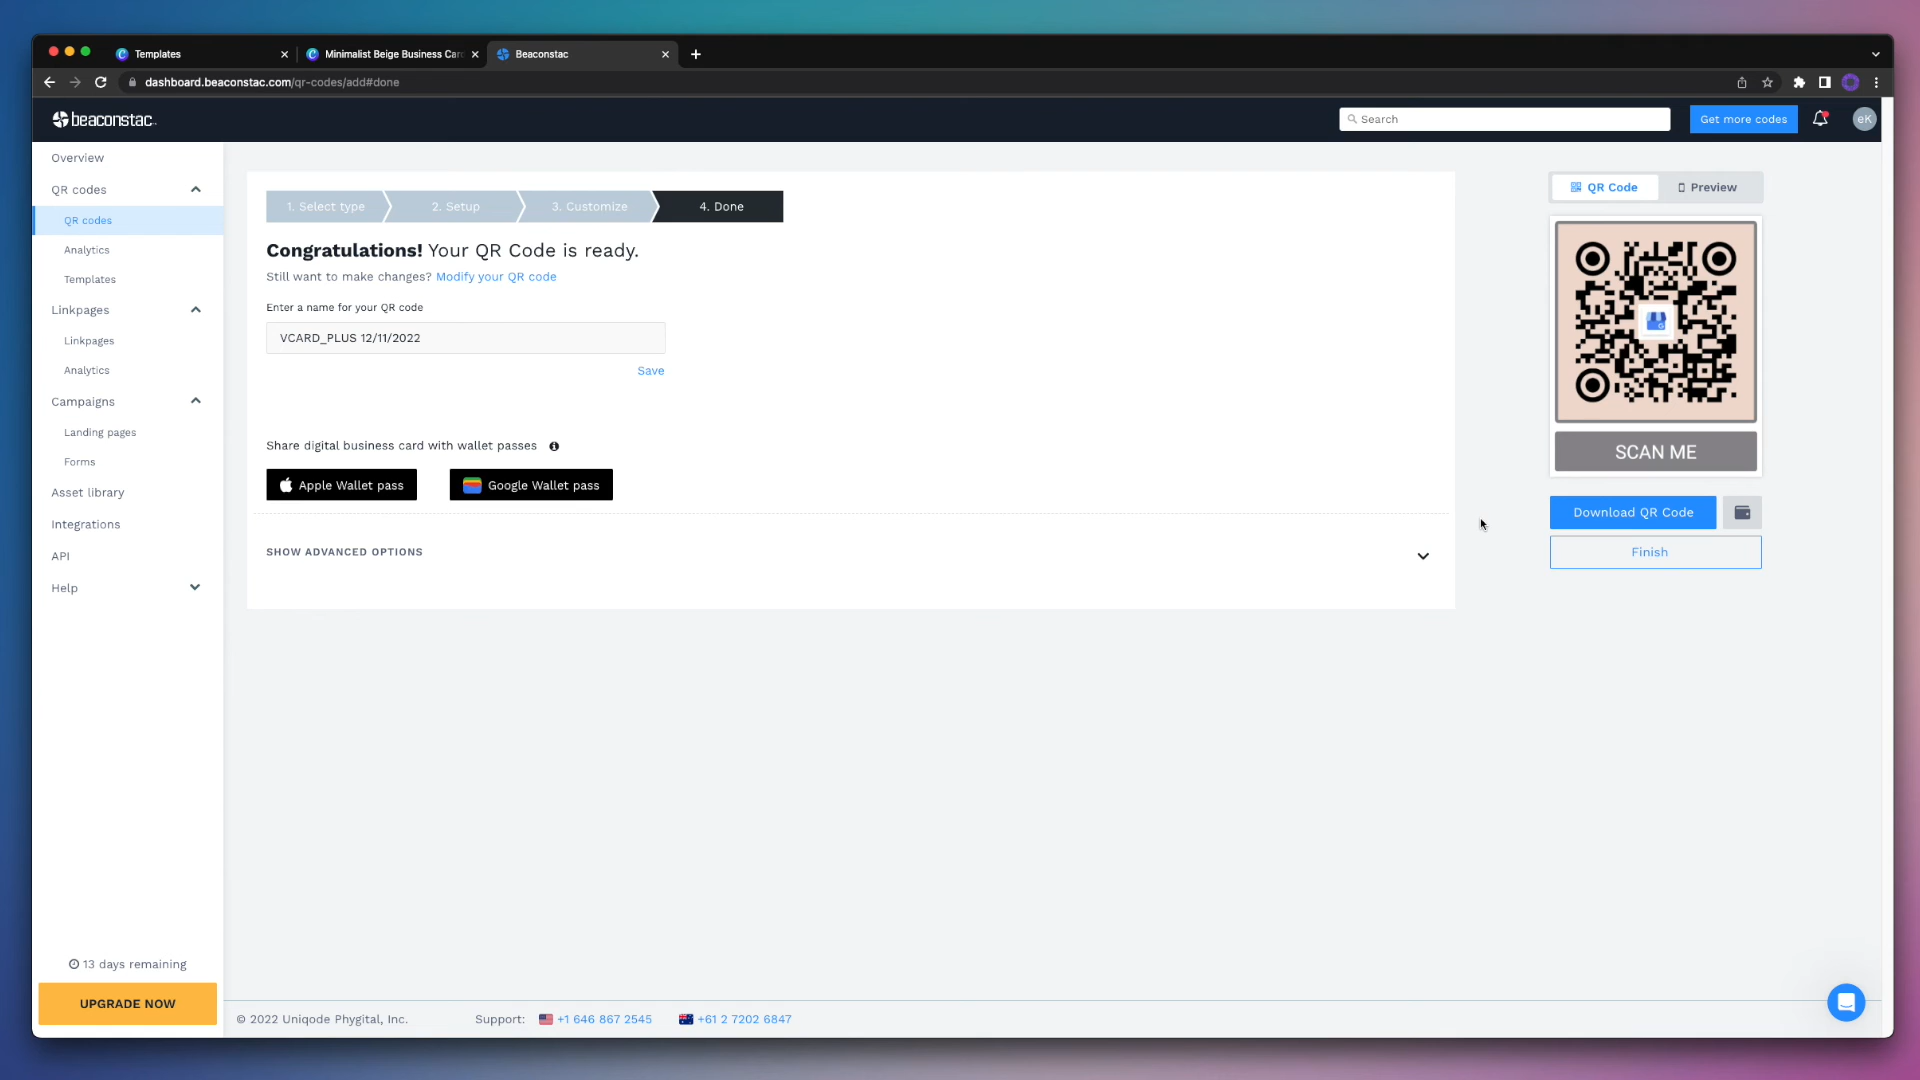 Templates
Minimalist Beige Business Car
Beaconstac
dashboard.beaconstac.com/qr-codes/add#done
beaconstac
Search
Get more codes
eK
Overview
QR codes
QR codes
Analytics
Templates
Linkpages
Linkpages
Analytics
Campaigns
Landing pages
Forms
Asset library
Integrations
API
Help
13 days remaining
UPGRADE NOW
1. Select type
2. Setup
3. Customize
4. Done
Congratulations! Your QR Code is ready.
Still want to make changes? Modify your QR code
Enter a name for your QR code
VCARD_PLUS 12/11/2022
Save
Share digital business card with wallet passes
Apple Wallet pass
Google Wallet pass
SHOW ADVANCED OPTIONS
QR Code
Preview
SCAN ME
Download QR Code
Finish
© 2022 Uniqode Phygital, Inc.
Support: +1 646 867 2545 +61 2 7202 6847